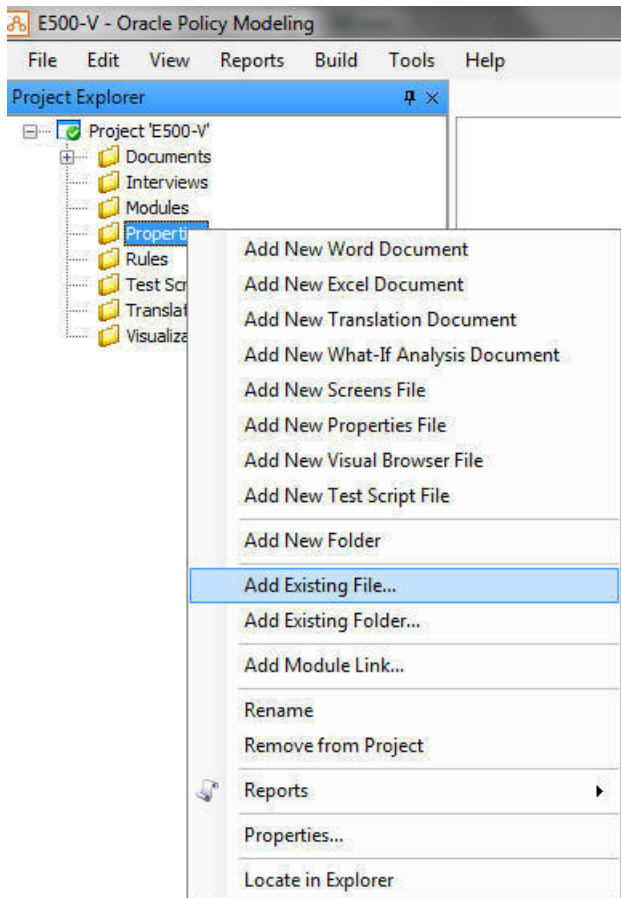 E500-V - Oracle Policy Modeling
File Edit View Reports Build Tools Help
Project Explorer
Project 'E500-V'
Documents
Interviews
Modules
Properti
Rules
Test Scr
Translat
Visualiza
Add New Word Document
Add New Excel Document
Add New Translation Document
Add New What-If Analysis Document
Add New Screens File
Add New Properties File
Add New Visual Browser File
Add New Test Script File
Add New Folder
Add Existing File...
Add Existing Folder...
Add Module Link...
Rename
Remove from Project
Reports
Properties...
Locate in Explorer